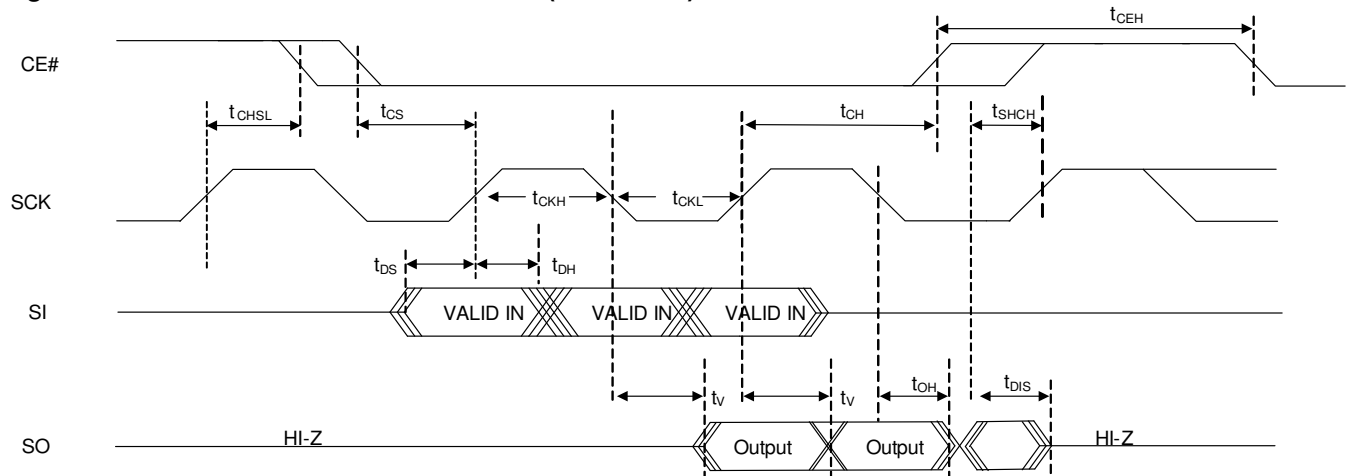 tCEH
CE#
tCHSL
tCS
tCH
tSHCH
SCK
tCKH
tCKL
tDS
tDH
SI
VALID IN
VALID IN
VALID IN
tV
tV
tOH
tDIS
SO
HI-Z
Output
Output
HI-Z